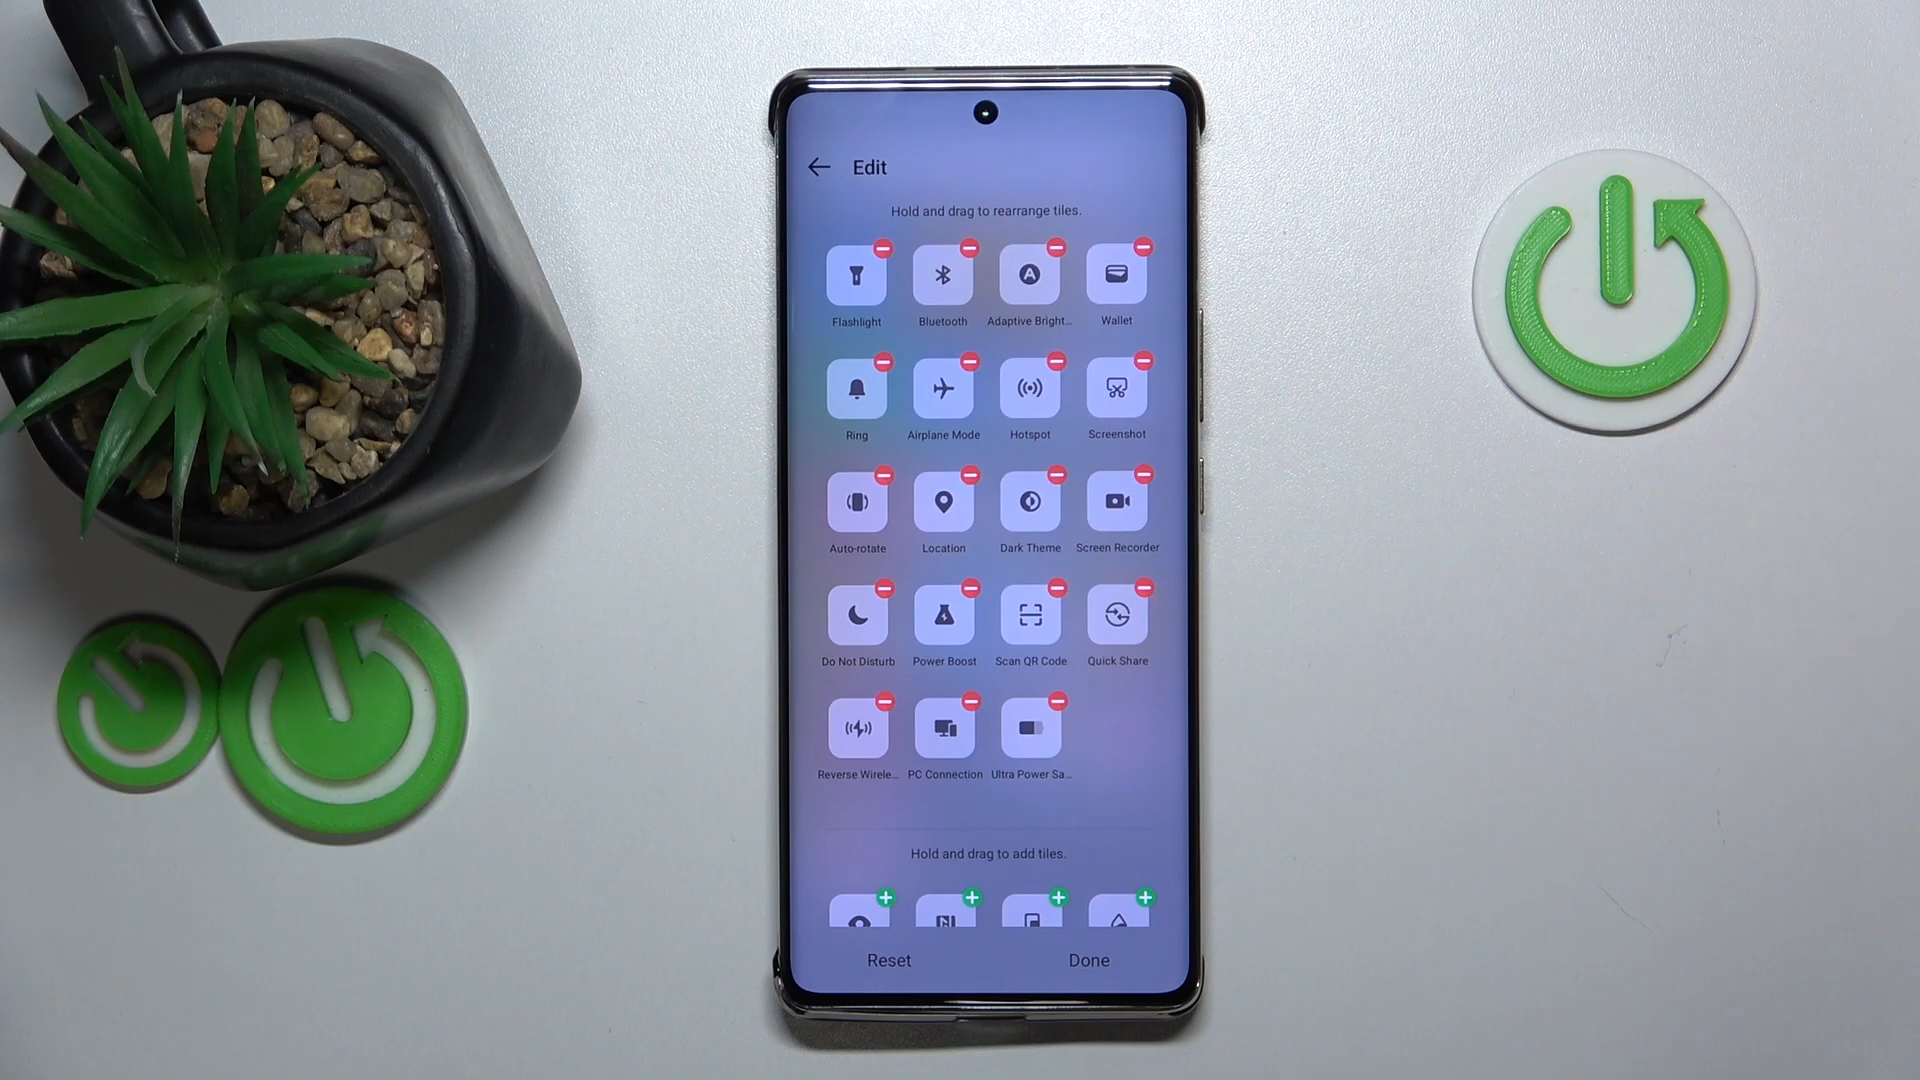 Edit
Hold and drag to rearrange tiles.
Flashlight Bluetooth Adaptive Bright... Wallet
Ring Airplane Mode Hotspot Screenshot
Auto-rotate Location Dark Theme Screen Recorder
Do Not Disturb Power Boost Scan QR Code Quick Share
Reverse Wirele... PC Connection Ultra Power Sa...
Hold and drag to add tiles.
Reset Done